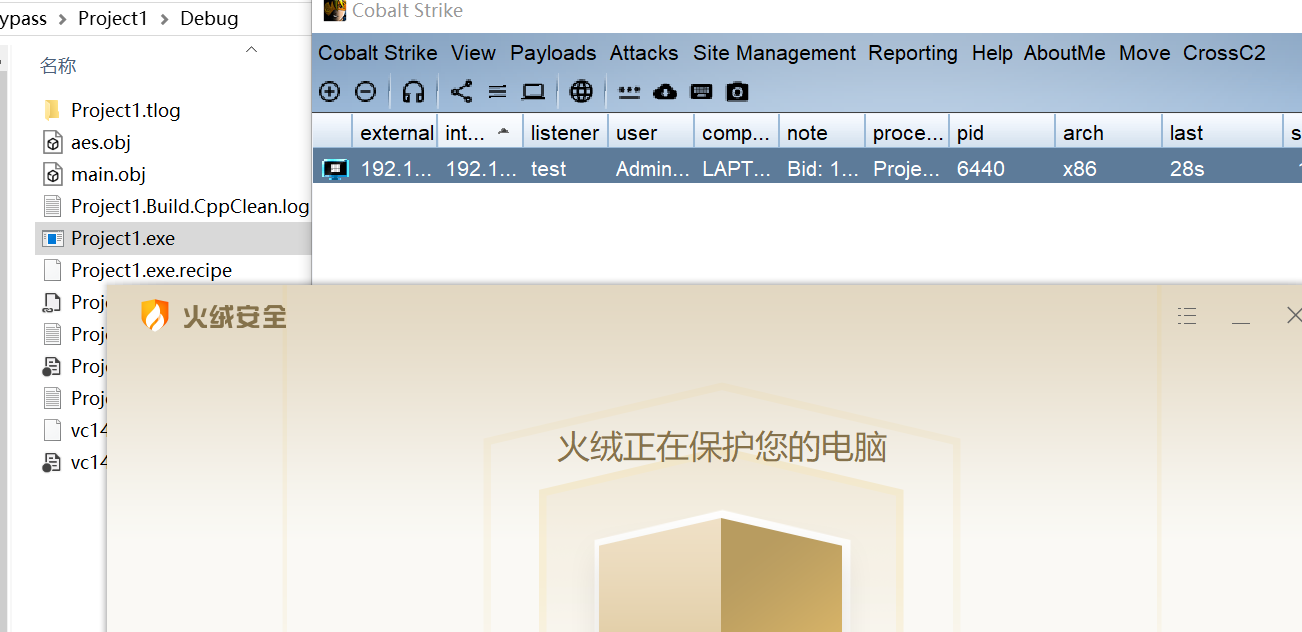 ypass > Project1 > Debug
名称
Project1.tlog
aes.obj
main.obj
Project1.Build.CppClean.log
Project1.exe
Project1.exe.recipe
Proj
Proj
Proj
Proj
vc14
vc14
Cobalt Strike
Cobalt Strike View Payloads Attacks Site Management Reporting Help AboutMe Move CrossC2
external int... listener user comp... note proce... pid arch last s
192.1... 192.1... test Admin... LAPT... Bid: 1... Proje... 6440 x86 28s
火绒安全
火绒正在保护您的电脑